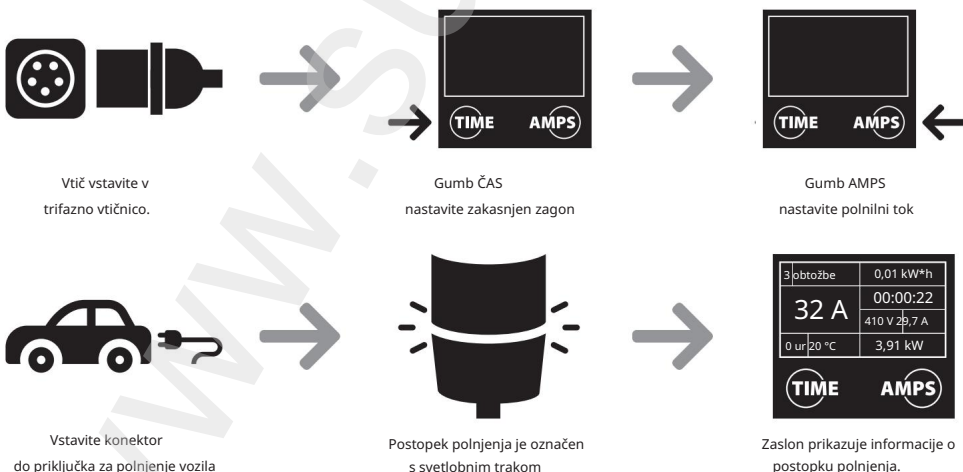 TIME AMPS
TIME AMPS
Vtič vstavite v
trifazno vtičnico.
Gumb ČAS
nastavite zakasnjen zagon
Gumb AMPS
nastavite polnilni tok
3 obtožbe 0,01 kW*h
32 A 00:00:22
410 V 29,7 A
0 ur 20 °C 3,91 kW
TIME AMPS
Vstavite konektor
do priključka za polnjenje vozila
Postopek polnjenja je označen
s svetlobnim trakom
Zaslon prikazuje informacije o
postopku polnjenja.